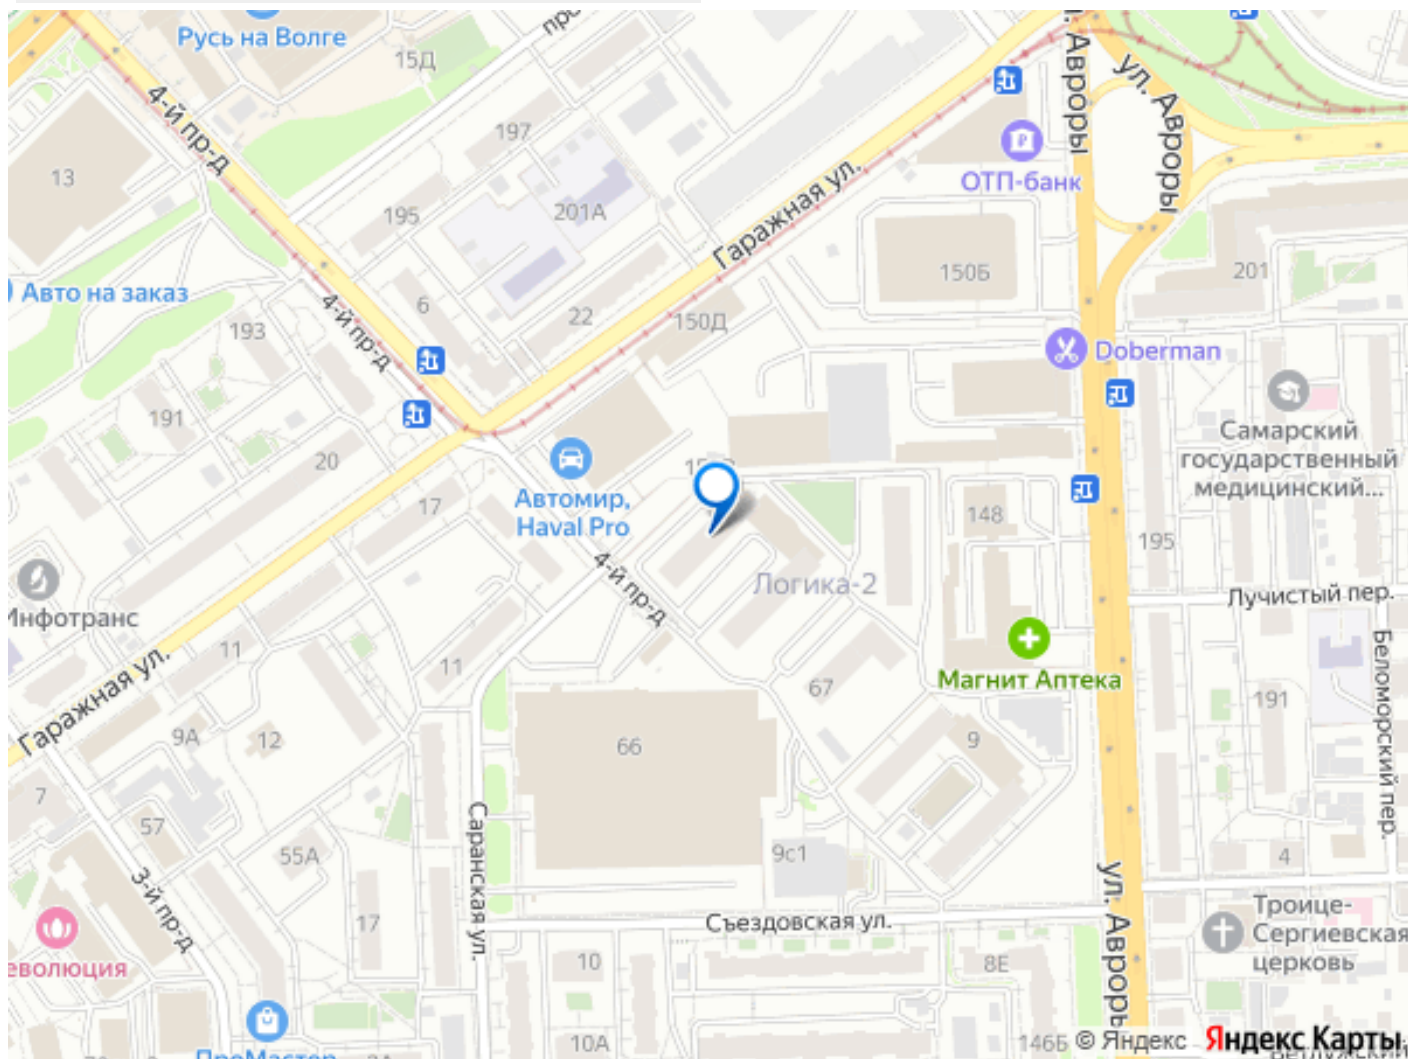 Русь на Волге
15Д
ул. Авроры
ул. Авроры
4-й пр-д
197
13
ОТП-банк
195
201А
Гаражная ул.
150Б
201
Авто на заказ
6
22
150Д
193
4-й пр-д
Doberman
191
20
Самарский
государственный
медицинский...
Автомир,
Haval Pro
17
148
195
4-й пр-д
Логика-2
Лучистый пер.
Инфотранс
11
11
Магнит Аптека
67
Беломорский пер.
191
Гаражная ул.
9А
12
66
9
7
57
55А
Саранская ул.
9с1
4
3-й пр-д
17
Съездовская ул.
ул. Авроры
Троице-
Сергиевская
церковь
10
8Е
ПроМастер
10А
146Б
© Яндекс
Яндекс Карты